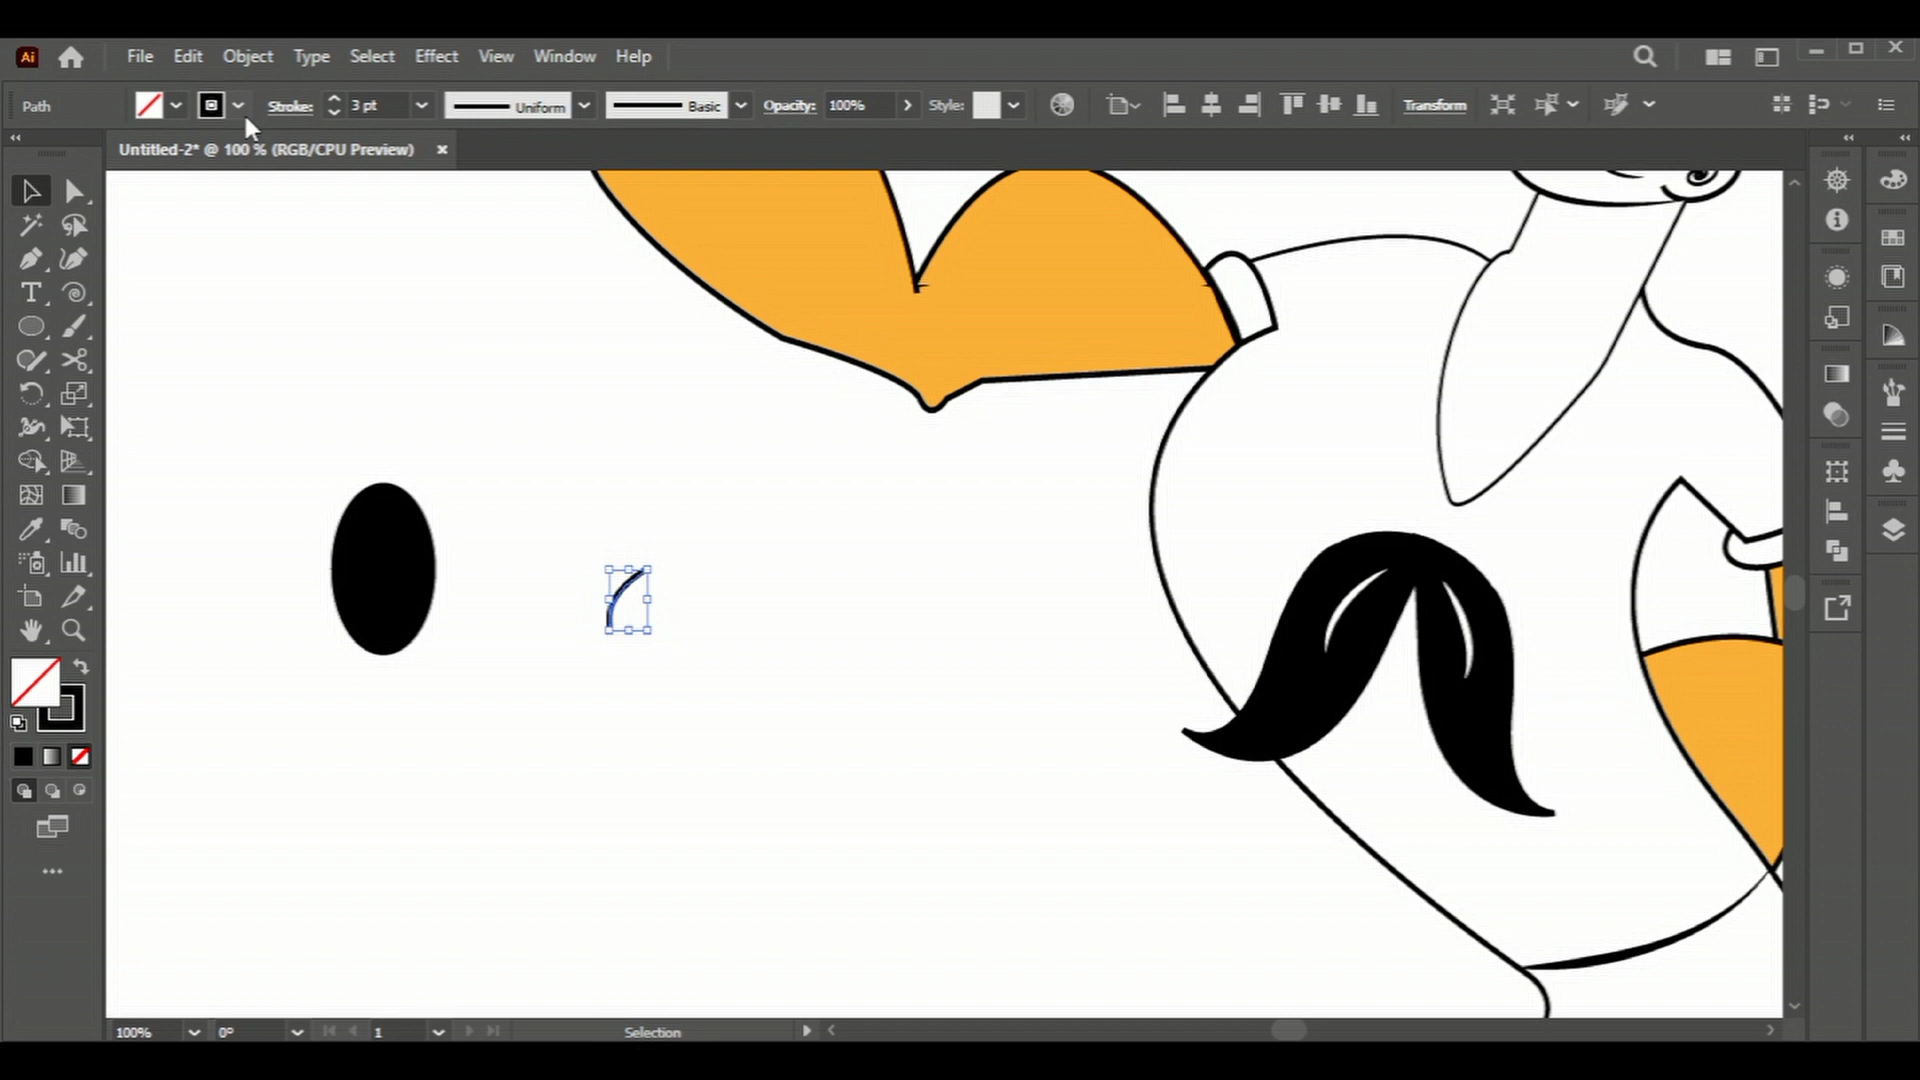 Ai File Edit Object Type Select Effect View Window Help
Path Stroke: 3 pt Uniform Basic Opacity: 100% Style: Transform
Untitled-2* @ 100 % (RGB/CPU Preview)
100% 0° 1 Selection